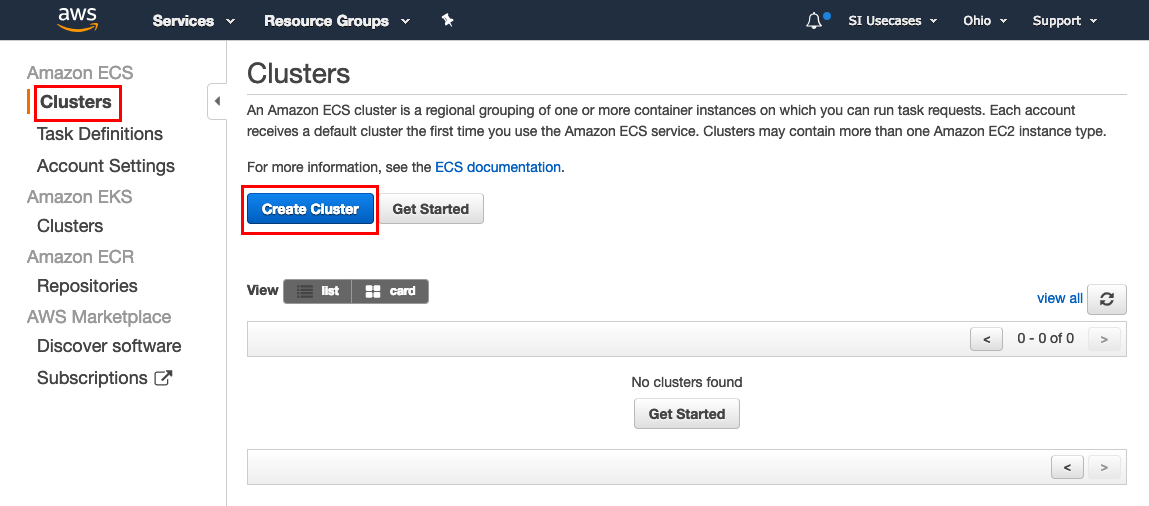 aws Services Resource Groups SI Usecases Ohio Support
Amazon ECS
Clusters
Task Definitions
Account Settings
Amazon EKS
Clusters
Amazon ECR
Repositories
AWS Marketplace
Discover software
Subscriptions
Clusters
An Amazon ECS cluster is a regional grouping of one or more container instances on which you can run task requests. Each account
receives a default cluster the first time you use the Amazon ECS service. Clusters may contain more than one Amazon EC2 instance type.
For more information, see the ECS documentation.
Create Cluster Get Started
View list card
view all
< 0 - 0 of 0 >
No clusters found
Get Started
< >